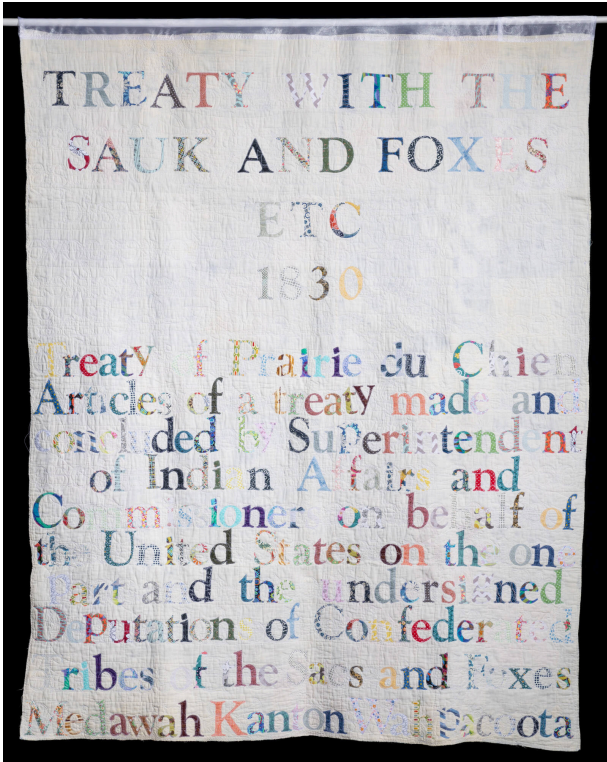 TREATY WITH THE
SAUK AND FOXES
ETC
1830
Treaty of Prairie du Chien
Articles of a treaty made and
concluded by Superintendent
of Indian Affairs and
Commissioner on behalf of
the United States on the one
Part and the undersigned
Deputations of Confederated
Tribes of the Sacs and Foxes
Medawah Kanton Wahpacoota